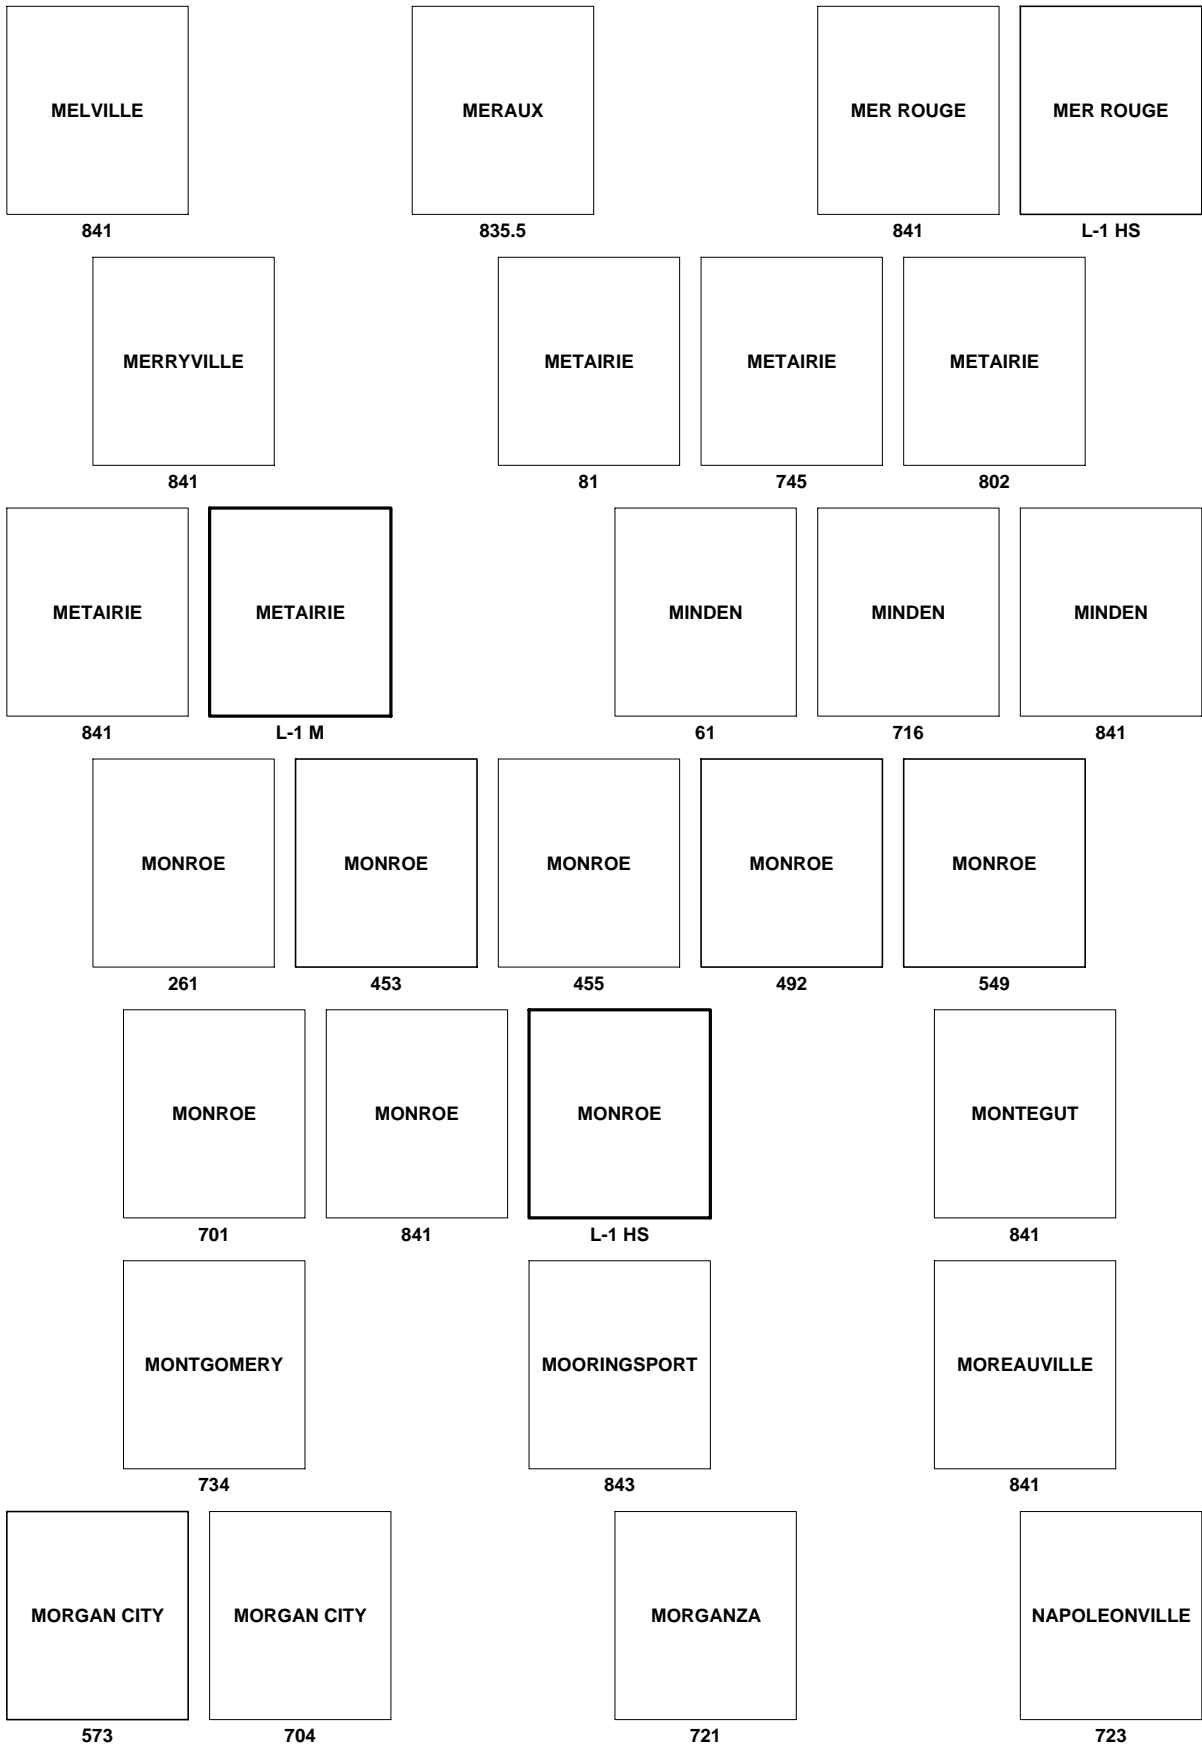 MELVILLE MERAUX MER ROUGE MER ROUGE
841 835.5 841 L-1 HS
MERRYVILLE METAIRIE METAIRIE METAIRIE
841 81 745 802
METAIRIE METAIRIE MINDEN MINDEN MINDEN
841 L-1 M 61 716 841
MONROE MONROE MONROE MONROE MONROE
261 453 455 492 549
MONROE MONROE MONROE MONTEGUT
701 841 L-1 HS 841
MONTGOMERY MOORINGSPORT MOREAUVILLE
734 843 841
MORGAN CITY MORGAN CITY MORGANZA NAPOLEONVILLE
573 704 721 723